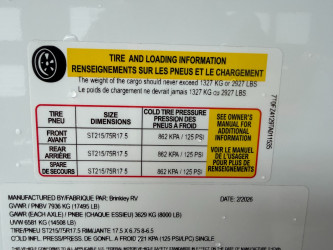 TIRE AND LOADING INFORMATION
RENSEIGNEMENTS SUR LES PNEUS ET LE CHARGEMENT
The weight of the cargo should never exceed 1327 KG or 2927 LBS
Le poids de chargement ne devrait jamais 1327 KG ou 2927 LBS.
TIRE PNEU SIZE DIMENSIONS COLD TIRE PRESSURE PRESSION DES PNEUS À FROID
SEE OWNER'S MANUAL FOR ADDITIONAL INFORMATION
VOIR LE MANUEL DE L'USAGER POUR PLUS DE RENSEIGNEMENTS
FRONT AVANT ST215/75R17.5 862 KPA / 125 PSI
REAR ARRIERE ST215/75R17.5 862 KPA / 125 PSI
SPARE DE SECOURS ST215/75R17.5 862 KPA / 125 PSI
MANUFACTURED BY/FABRIQUE PAR: Brinkley RV 2/2026
GVWR / PNBV 7936 KG (17495 LB)
GAWR (EACH AXLE) / PNBE (CHAQUE ESSIEU) 3629 KG (8000 LB)
UVW 6581 KG (14508 LB)
TIRE/PNEU ST215/75R17.5 RIM/JANTE 17.5 X 6.75 8-6.5
COLD INFL. PRESS/PRESS. DE GONFL. A FROID
(125 PSI/LPC) SINGLE